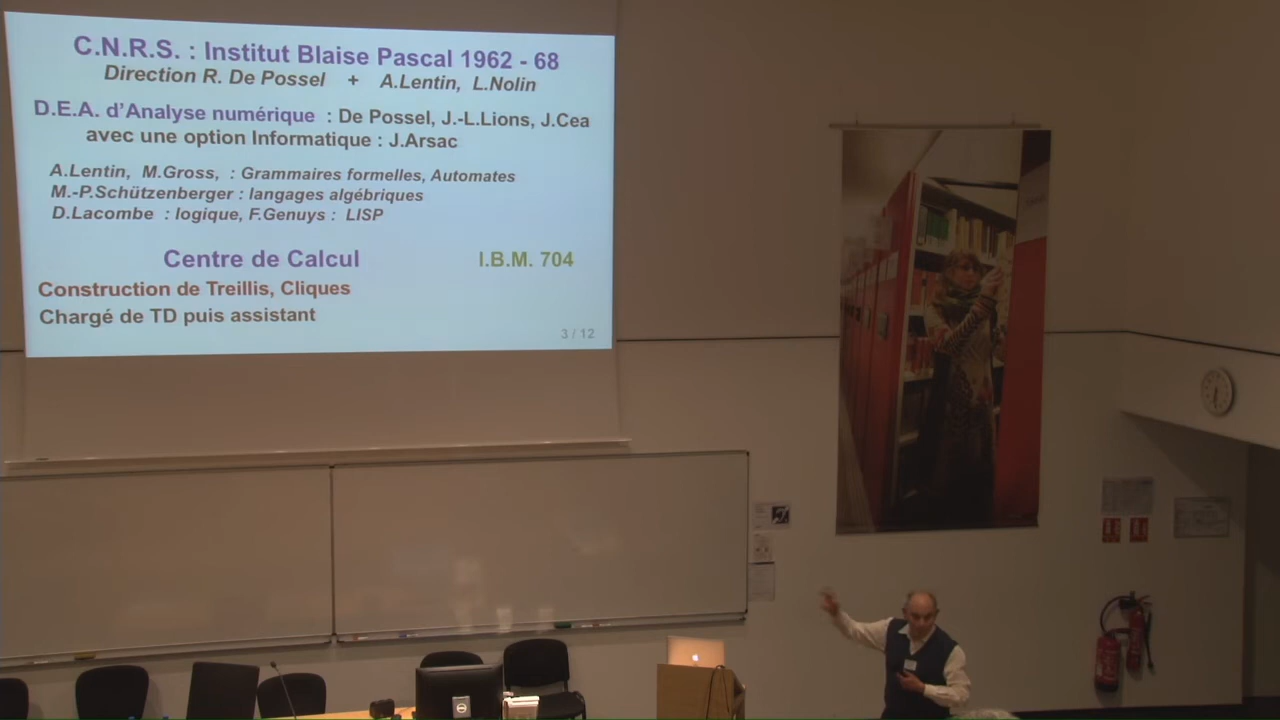 C.N.R.S. : Institut Blaise Pascal 1962 - 68
Direction R. De Possel + A.Lentin, L.Nolin
D.E.A. d'Analyse numérique : De Possel, J.-L.Lions, J.Cea
avec une option Informatique : J.Arsac
A.Lentin, M.Gross, : Grammaires formelles, Automates
M.-P.Schützenberger : langages algébriques
D.Lacombe : logique, F.Genuys : LISP
Centre de Calcul I.B.M. 704
Construction de Treillis, Cliques
Chargé de TD puis assistant
3 / 12